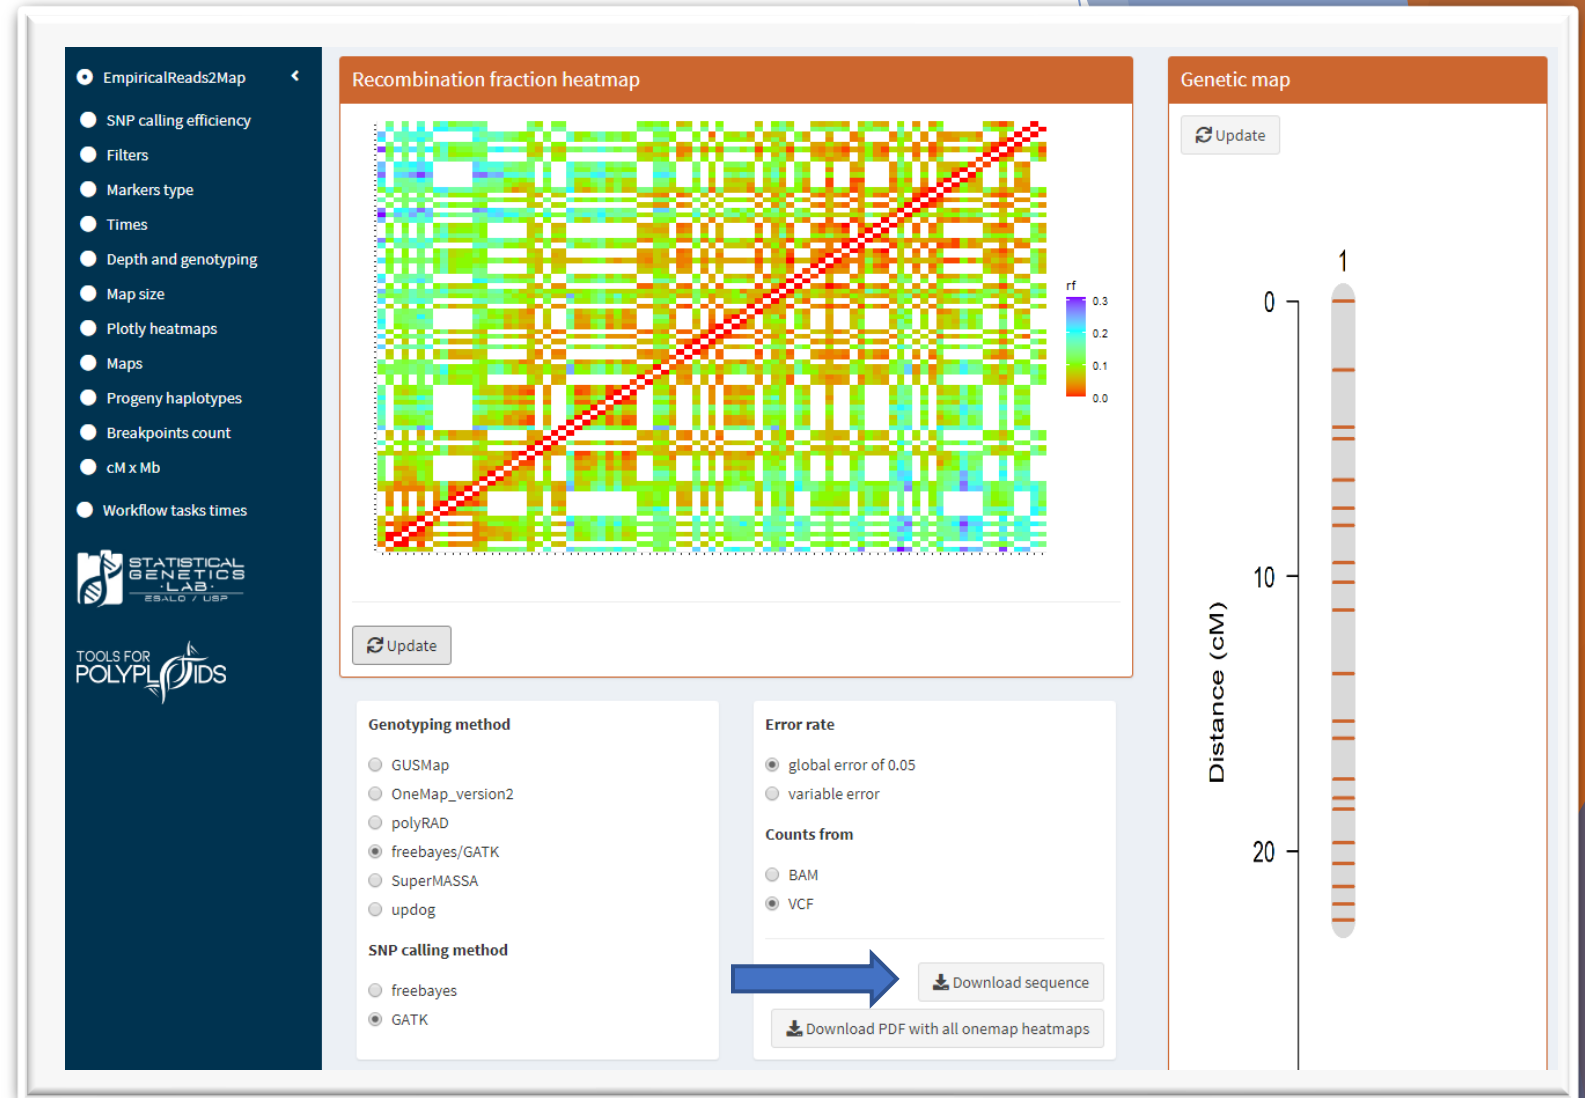 EmpiricalReads2Map
SNP calling efficiency
Filters
Markers type
Times
Depth and genotyping
Map size
Plotly heatmaps
Maps
Progeny haplotypes
Breakpoints count
cM x Mb
Workflow tasks times
STATISTICAL
GENETICS
·LAB·
ESALQ / USP
TOOLS FOR
POLYPLOIDS
Recombination fraction heatmap
rf
0.3
0.2
0.1
0.0
Update
Genotyping method
GUSMap
OneMap_version2
polyRAD
freebayes/GATK
SuperMASSA
updog
SNP calling method
freebayes
GATK
Error rate
global error of 0.05
variable error
Counts from
BAM
VCF
Download sequence
Download PDF with all onemap heatmaps
Genetic map
Update
1
0
10
20
Distance (cM)